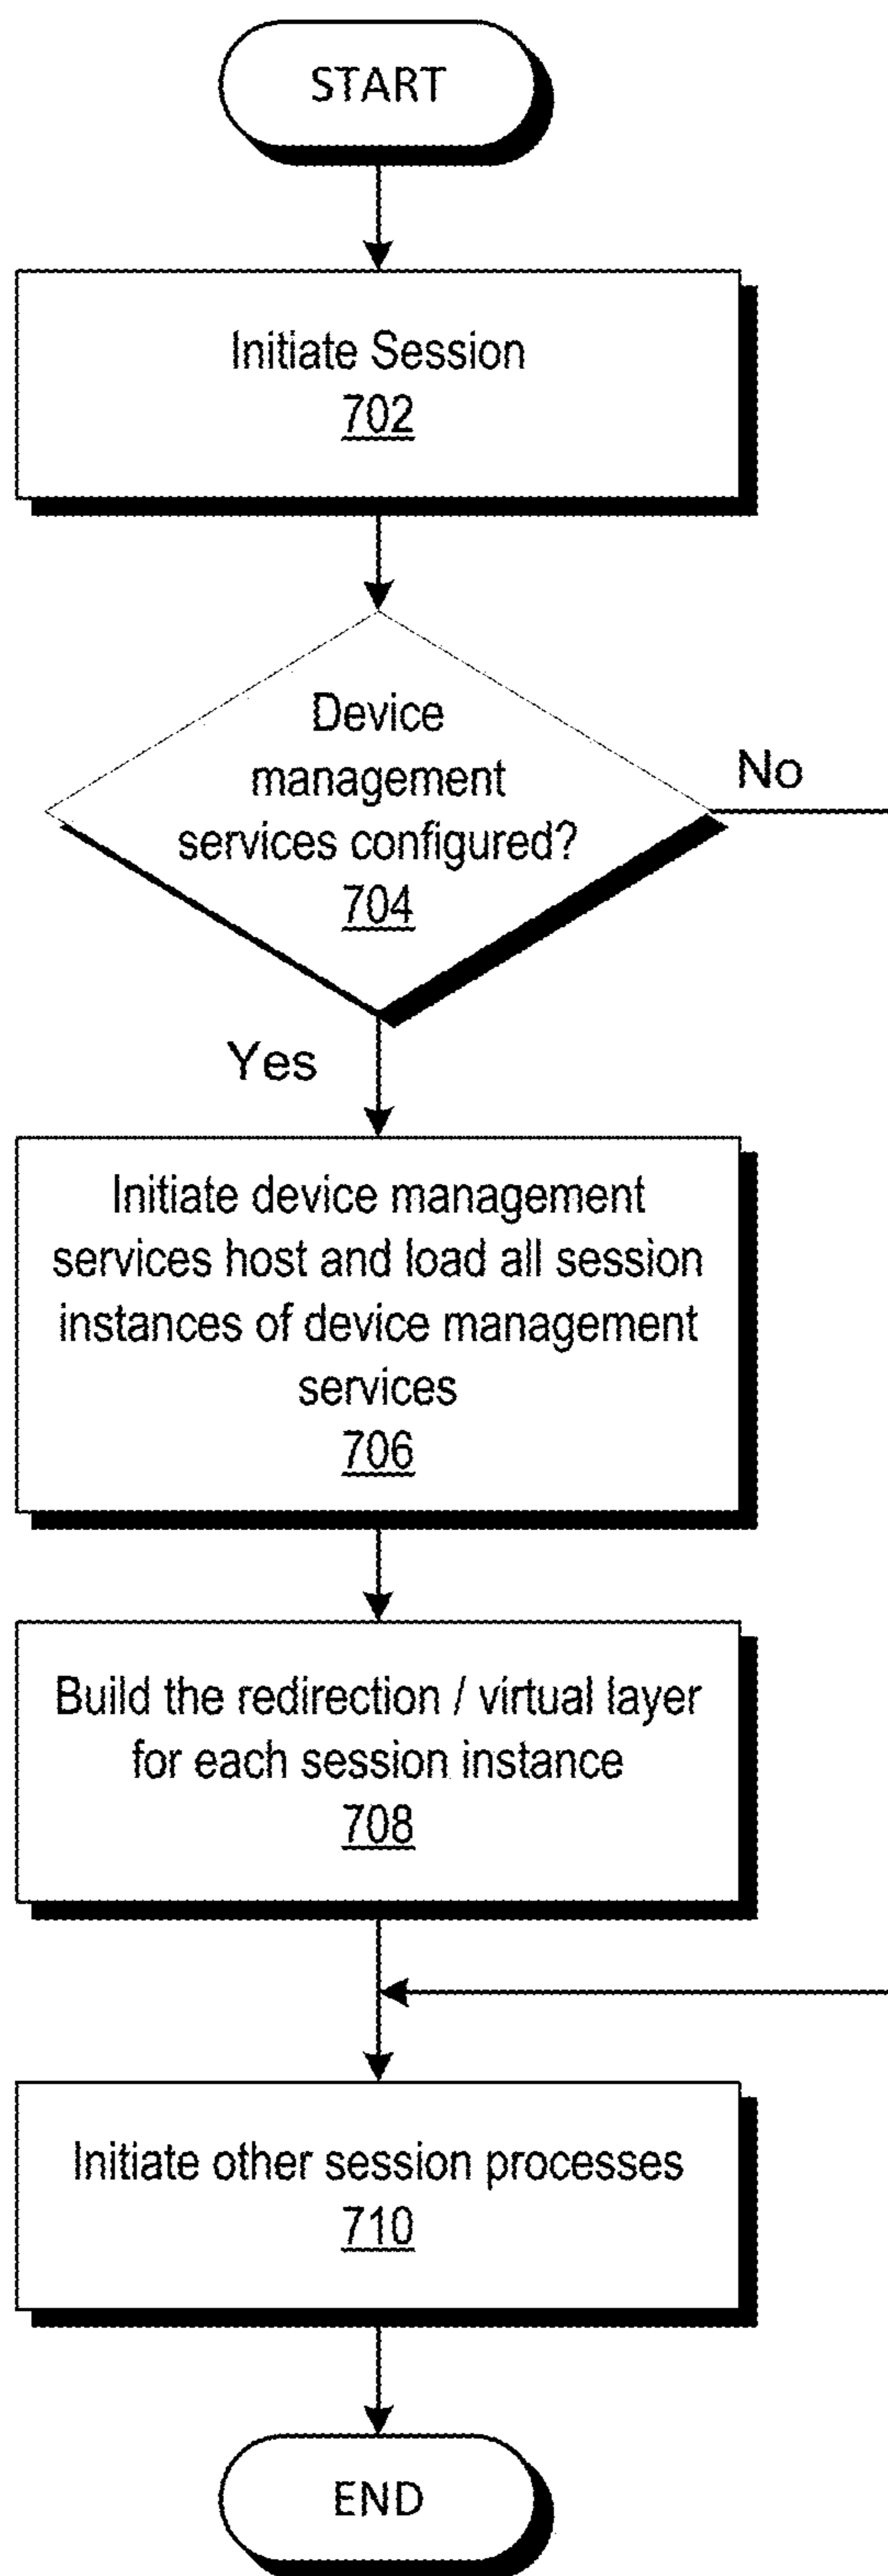 START
Initiate Session
702
Device
management
services configured?
704
No
Yes
Initiate device management
services host and load all session
instances of device management
services
706
Build the redirection / virtual layer
for each session instance
708
Initiate other session processes
710
END